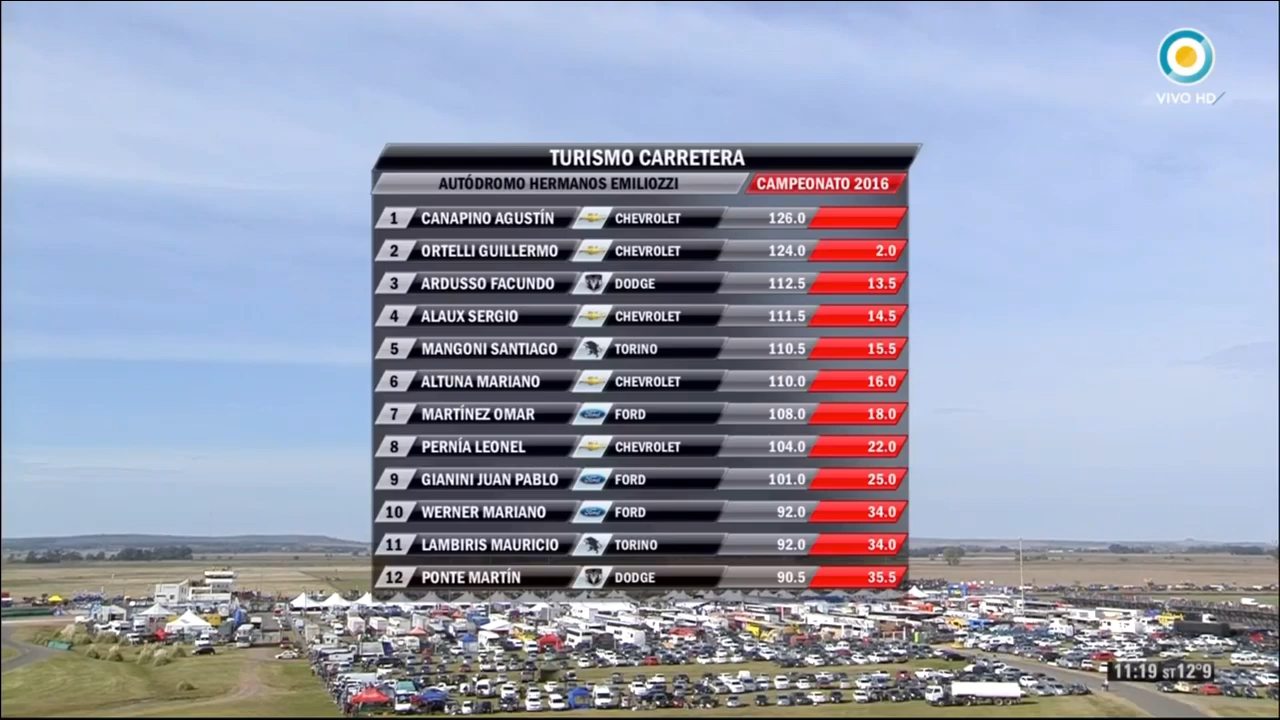 VIVO HD
TURISMO CARRETERA
AUTÓDROMO HERMANOS EMILIOZZI CAMPEONATO 2016
1 CANAPINO AGUSTÍN CHEVROLET 126.0
2 ORTELLI GUILLERMO CHEVROLET 124.0 2.0
3 ARDUSSO FACUNDO DODGE 112.5 13.5
4 ALAUX SERGIO CHEVROLET 111.5 14.5
5 MANGONI SANTIAGO TORINO 110.5 15.5
6 ALTUNA MARIANO CHEVROLET 110.0 16.0
7 MARTÍNEZ OMAR Ford FORD 108.0 18.0
8 PERNÍA LEONEL CHEVROLET 104.0 22.0
9 GIANINI JUAN PABLO Ford FORD 101.0 25.0
10 WERNER MARIANO Ford FORD 92.0 34.0
11 LAMBIRIS MAURICIO TORINO 92.0 34.0
12 PONTE MARTÍN DODGE 90.5 35.5
11:19 ST 12°9